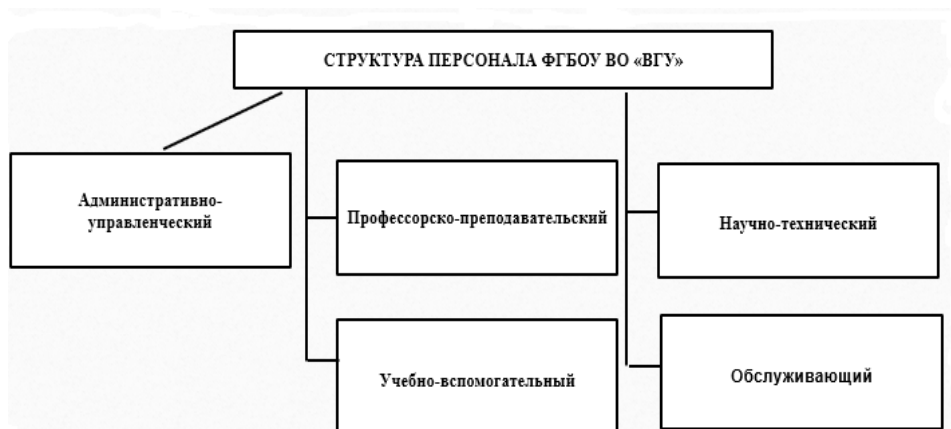 СТРУКТУРА ПЕРСОНАЛА ФГБОУ ВО «ВГУ»
Административно-
управленческий
Профессорско-преподавательский
Научно-технический
Учебно-вспомогательный
Обслуживающий